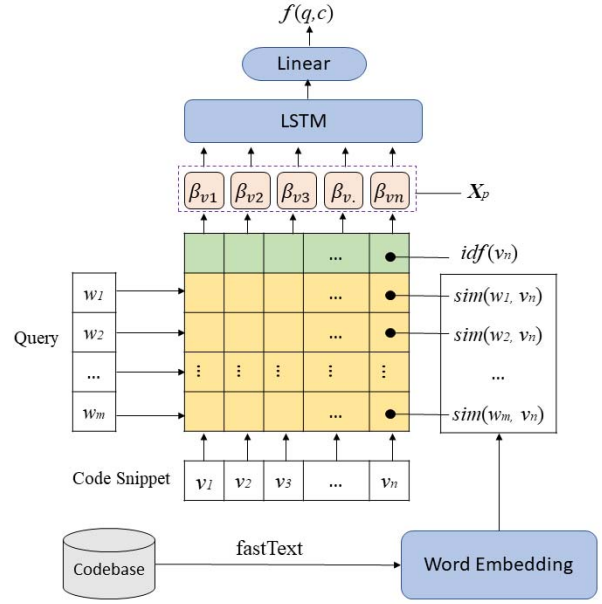 f(q,c)
Linear
LSTM
βv1 βv2 βv3 βv. βvn
Xp
... idf(vn)
w1 ... sim(w1, vn)
Query w2 ... sim(w2, vn)
... ⋮ ⋮ ⋮ ⋮ ⋮ ...
wm ... sim(wm, vn)
Code Snippet v1 v2 v3 ... vn
fastText
Codebase
Word Embedding